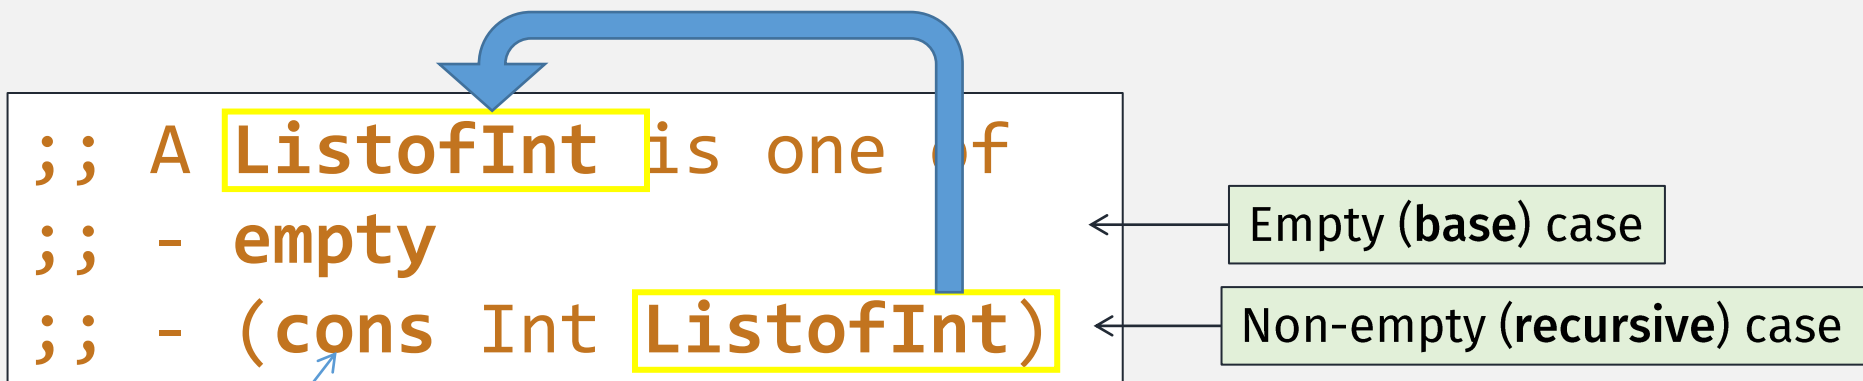 ;; A ListofInt is one of
;; - empty
Empty (base) case
;; - (cons Int ListofInt)
Non-empty (recursive) case